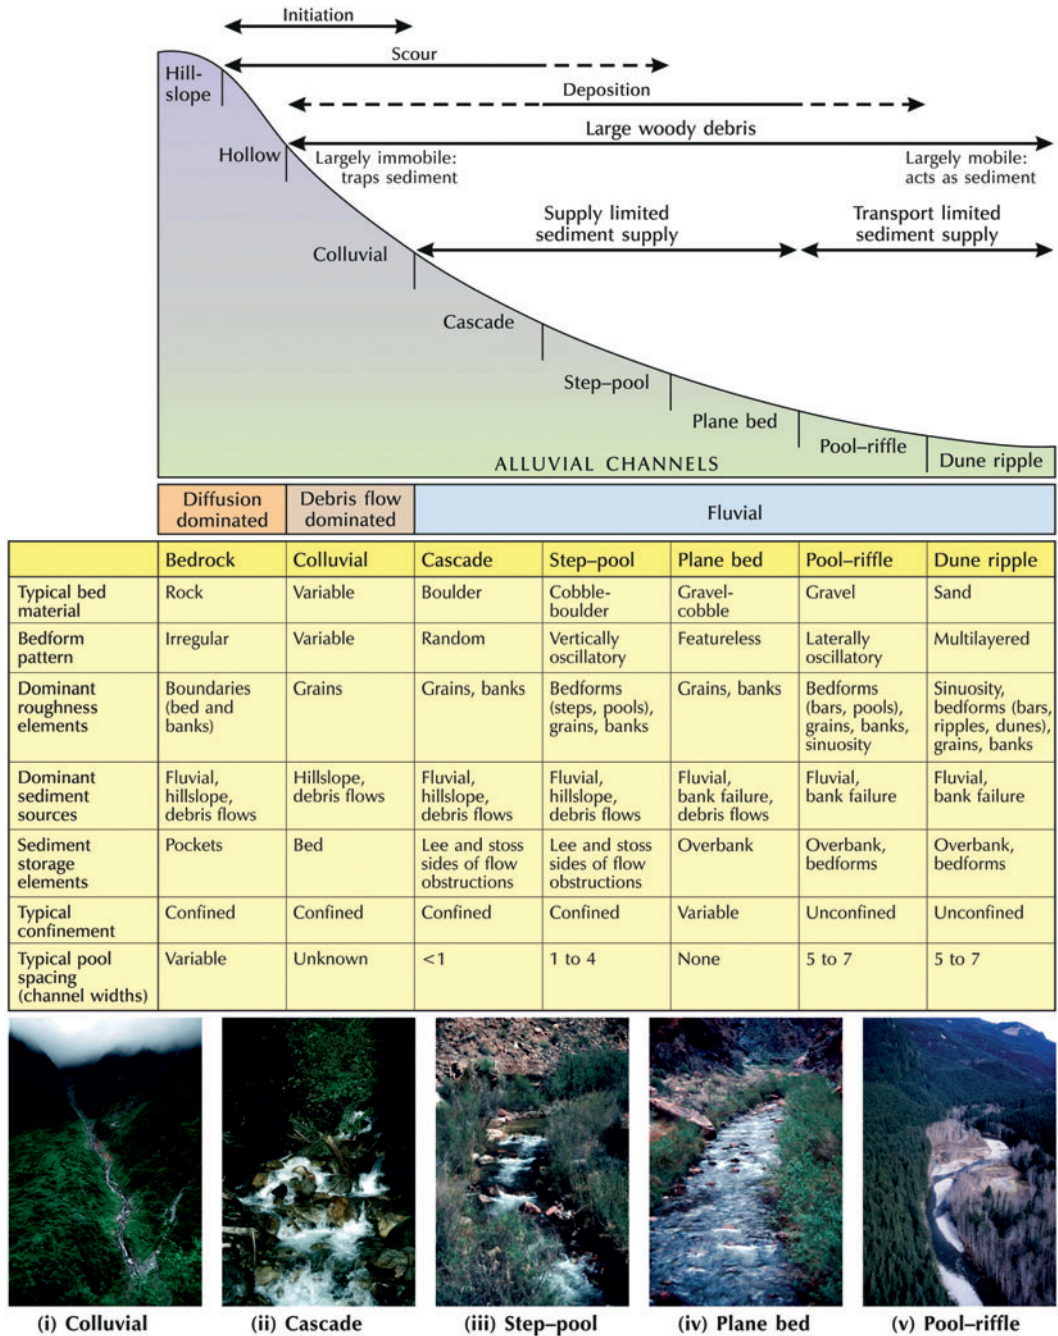 Initiation
Scour
Hill-
slope
Deposition
Large woody debris
Hollow
Largely immobile:
traps sediment
Largely mobile:
acts as sediment
Supply limited
sediment supply
Transport limited
sediment supply
Colluvial
Cascade
Step–pool
Plane bed
Pool–riffle
Dune ripple
ALLUVIAL CHANNELS
Diffusion
dominated
Debris flow
dominated
Fluvial
Bedrock
Colluvial
Cascade
Step–pool
Plane bed
Pool–riffle
Dune ripple
Typical bed
material
Rock
Variable
Boulder
Cobble-
boulder
Gravel-
cobble
Gravel
Sand
Bedform
pattern
Irregular
Variable
Random
Vertically
oscillatory
Featureless
Laterally
oscillatory
Multilayered
Dominant
roughness
elements
Boundaries
(bed and
banks)
Grains
Grains, banks
Bedforms
(steps, pools),
grains, banks
Grains, banks
Bedforms
(bars, pools),
grains, banks,
sinuosity
Sinuosity,
bedforms (bars,
ripples, dunes),
grains, banks
Dominant
sediment
sources
Fluvial,
hillslope,
debris flows
Hillslope,
debris flows
Fluvial,
hillslope,
debris flows
Fluvial,
hillslope,
debris flows
Fluvial,
bank failure,
debris flows
Fluvial,
bank failure
Fluvial,
bank failure
Sediment
storage
elements
Pockets
Bed
Lee and stoss
sides of flow
obstructions
Lee and stoss
sides of flow
obstructions
Overbank
Overbank,
bedforms
Overbank,
bedforms
Typical
confinement
Confined
Confined
Confined
Confined
Variable
Unconfined
Unconfined
Typical pool
spacing
(channel widths)
Variable
Unknown
<1
1 to 4
None
5 to 7
5 to 7
(i) Colluvial
(ii) Cascade
(iii) Step–pool
(iv) Plane bed
(v) Pool–riffle